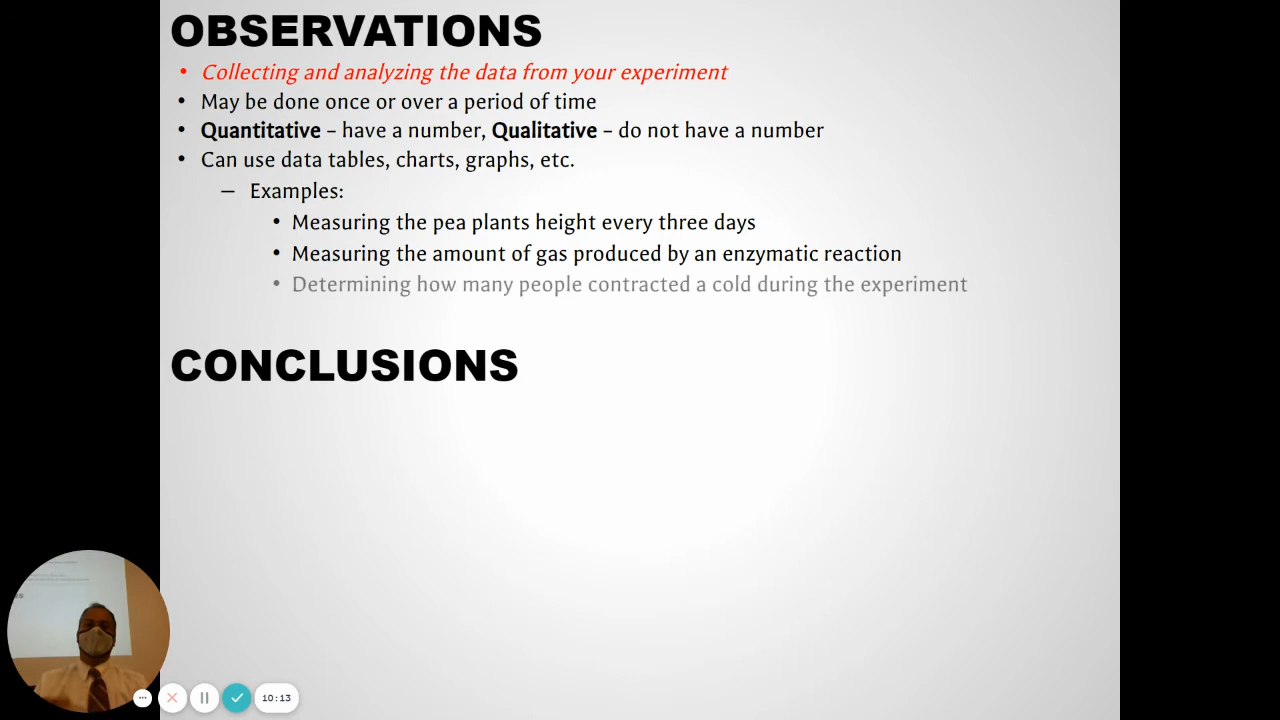 OBSERVATIONS
• Collecting and analyzing the data from your experiment
• May be done once or over a period of time
• Quantitative – have a number, Qualitative – do not have a number
• Can use data tables, charts, graphs, etc.
– Examples:
• Measuring the pea plants height every three days
• Measuring the amount of gas produced by an enzymatic reaction
• Determining how many people contracted a cold during the experiment
CONCLUSIONS
10:13